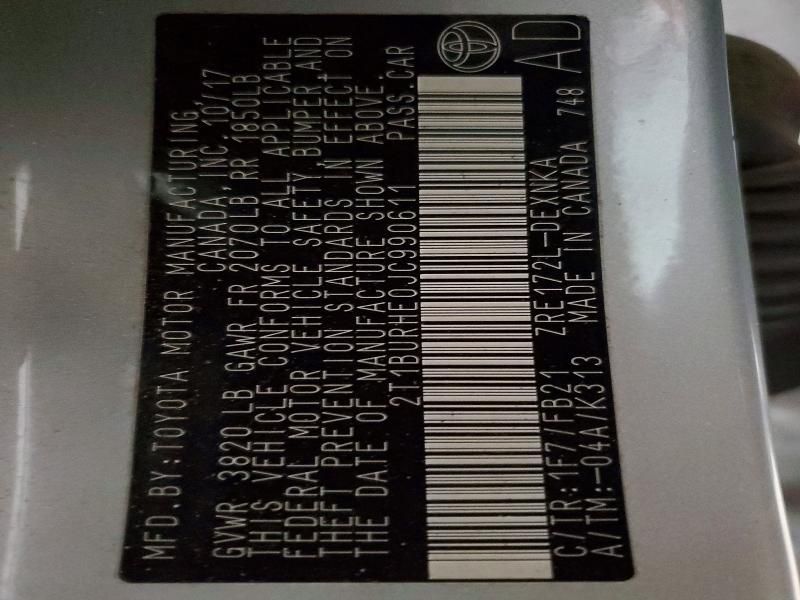 MFD.BY:TOYOTA MOTOR MANUFACTURING,
CANADA, INC 10/17
GVWR 3820 LB GAWR FR 2070LB RR 1850LB
THIS VEHICLE CONFORMS TO ALL APPLICABLE
FEDERAL MOTOR VEHICLE SAFETY, BUMPER, AND
THEFT PREVENTION STANDARDS IN EFFECT ON
THE DATE OF MANUFACTURE SHOWN ABOVE.
2T1BURHE0JC990611 PASS.CAR
C/TR:1F7/FB21 ZRE172L-DEXNKA
A/TM:-04A/K313 MADE IN CANADA 748 AD